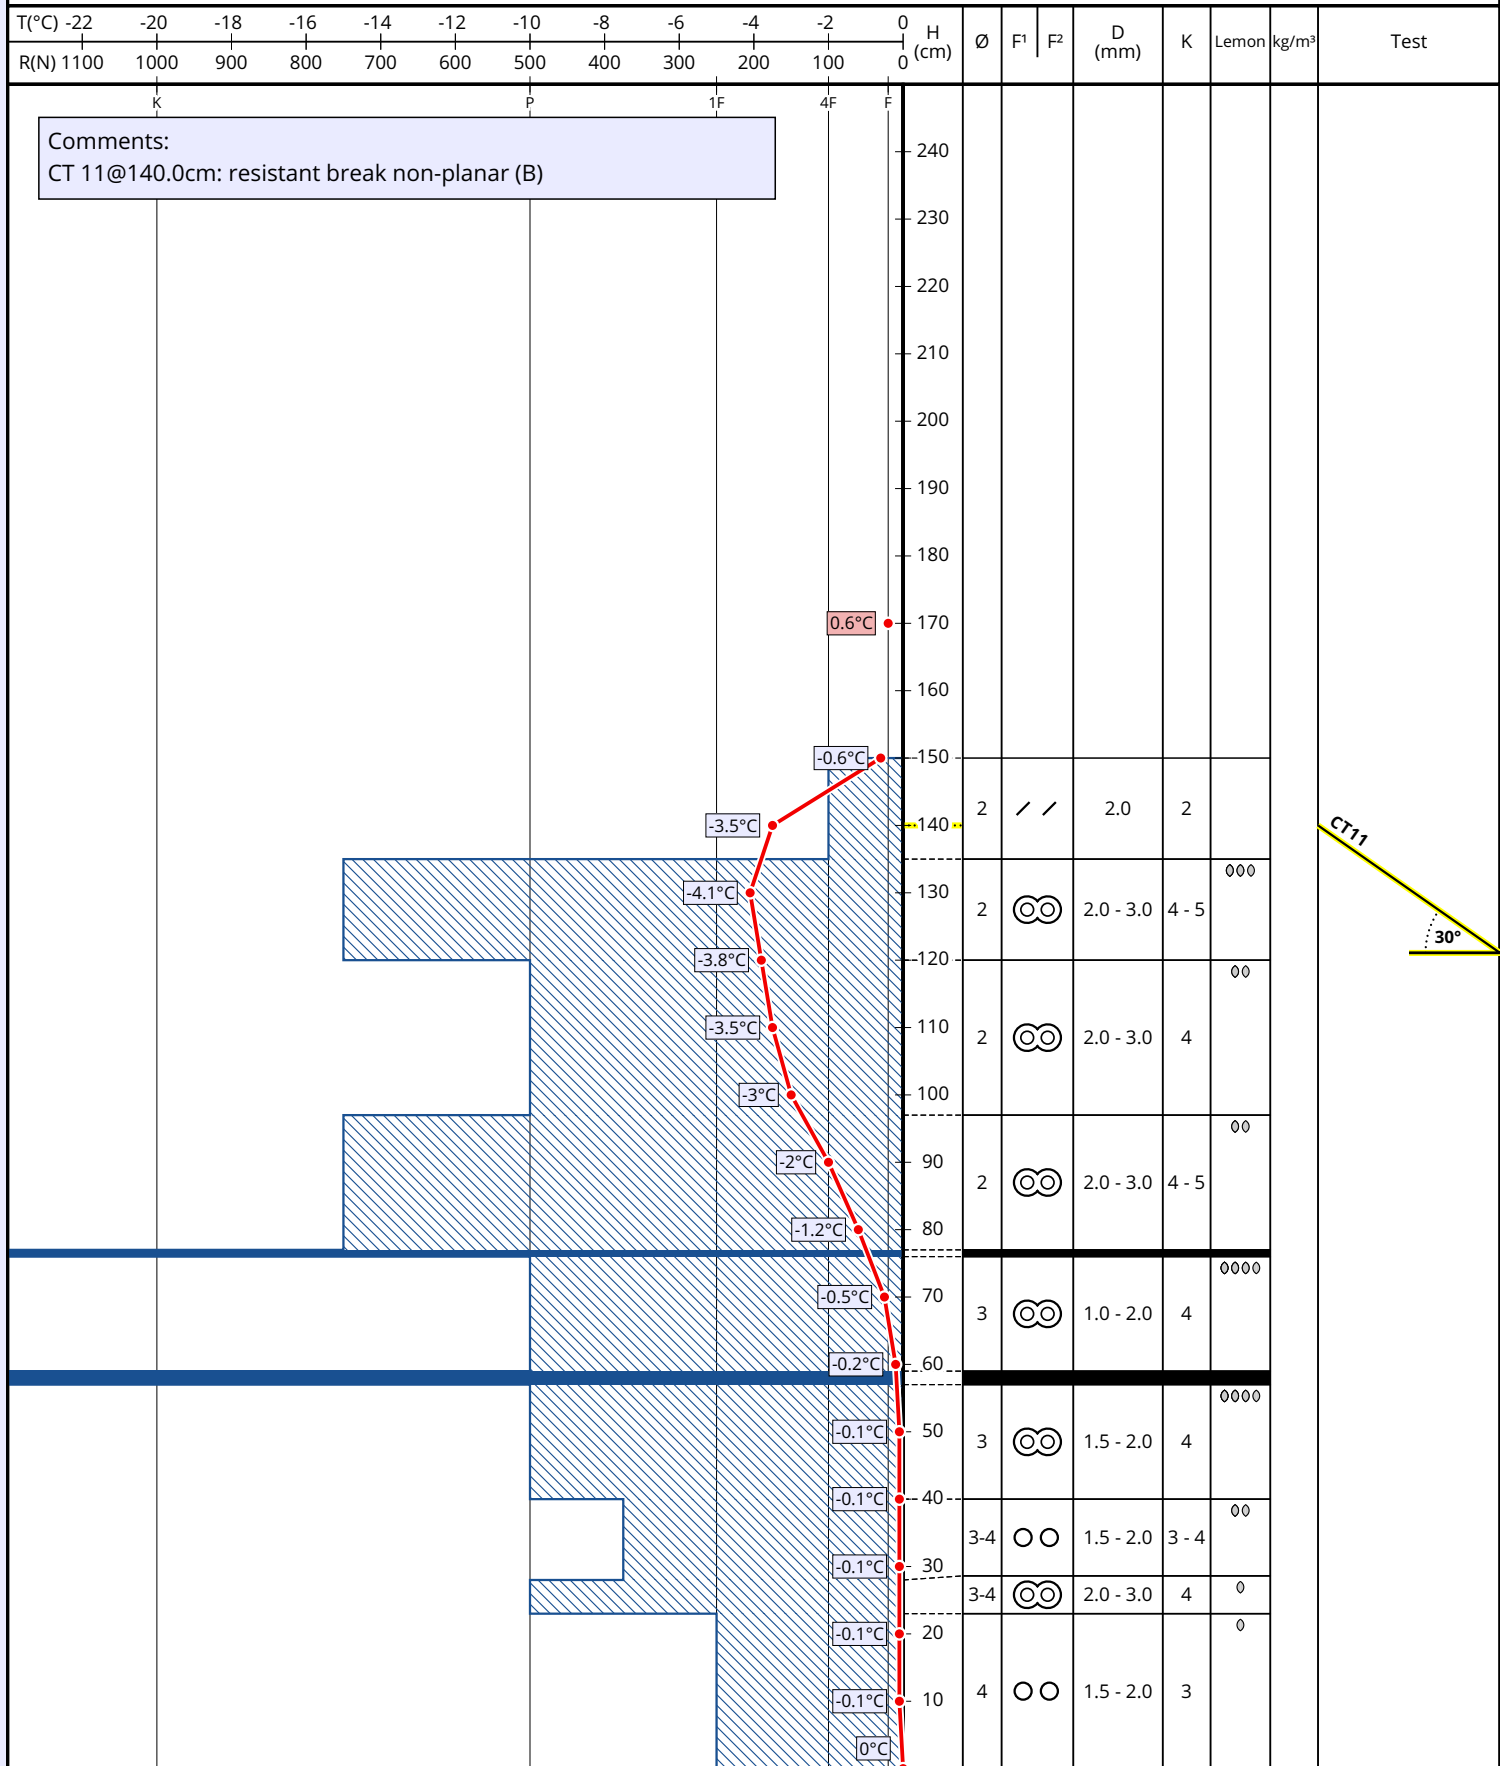 T(°C) -22 -20 -18 -16 -14 -12 -10 -8 -6 -4 -2 0
R(N) 1100 1000 900 800 700 600 500 400 300 200 100 0
H (cm) Ø F¹ F² D (mm) K Lemon kg/m³ Test
K P 1F 4F F
Comments:
CT 11@140.0cm: resistant break non-planar (B)
240
230
220
210
200
190
180
0.6°C 170
160
-0.6°C 150
2 2.0 2
-3.5°C 140 CT11
-4.1°C 130
2 2.0 - 3.0 4 - 5
30°
-3.8°C 120
-3.5°C 110
2 2.0 - 3.0 4
-3°C 100
-2°C 90
2 2.0 - 3.0 4 - 5
-1.2°C 80
-0.5°C 70
3 1.0 - 2.0 4
-0.2°C 60
-0.1°C 50
3 1.5 - 2.0 4
-0.1°C 40
3-4 1.5 - 2.0 3 - 4
-0.1°C 30
3-4 2.0 - 3.0 4
-0.1°C 20
4 1.5 - 2.0 3
-0.1°C 10
0°C